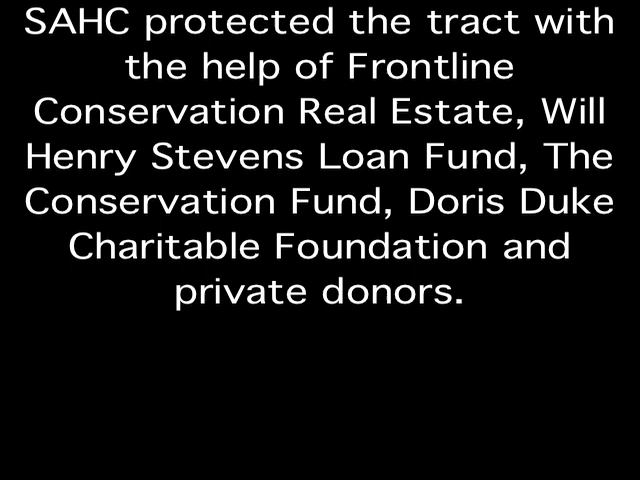 SAHC protected the tract with
the help of Frontline
Conservation Real Estate, Will
Henry Stevens Loan Fund, The
Conservation Fund, Doris Duke
Charitable Foundation and
private donors.